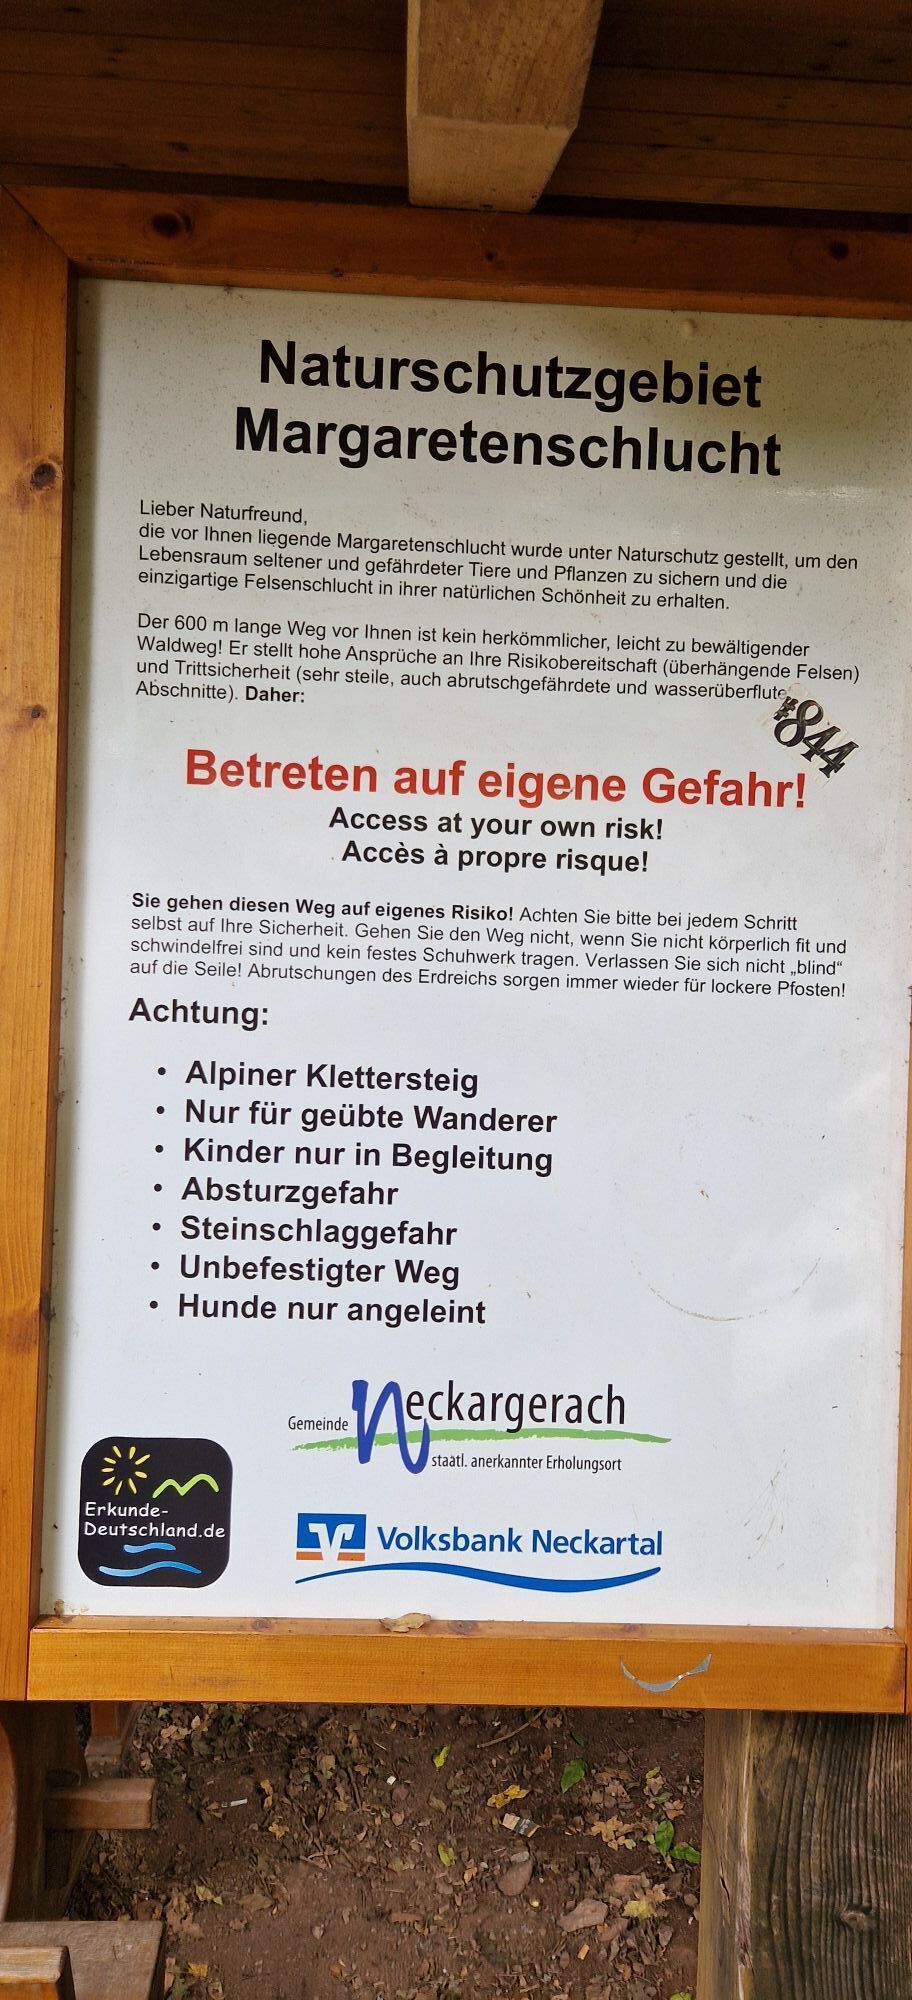 Naturschutzgebiet
Margaretenschlucht
Lieber Naturfreund,
die vor Ihnen liegende Margaretenschlucht wurde unter Naturschutz gestellt, um den
Lebensraum seltener und gefährdeter Tiere und Pflanzen zu sichern und die
einzigartige Felsenschlucht in ihrer natürlichen Schönheit zu erhalten.
Der 600 m lange Weg vor Ihnen ist kein herkömmlicher, leicht zu bewältigender
Waldweg! Er stellt hohe Ansprüche an Ihre Risikobereitschaft (überhängende Felsen)
und Trittsicherheit (sehr steile, auch abrutschgefährdete und wasserüberflute
Abschnitte). Daher:
#844
Betreten auf eigene Gefahr!
Access at your own risk!
Accès à propre risque!
Sie gehen diesen Weg auf eigenes Risiko! Achten Sie bitte bei jedem Schritt
selbst auf Ihre Sicherheit. Gehen Sie den Weg nicht, wenn Sie nicht körperlich fit und
schwindelfrei sind und kein festes Schuhwerk tragen. Verlassen Sie sich nicht „blind“
auf die Seile! Abrutschungen des Erdreichs sorgen immer wieder für lockere Pfosten!
Achtung:
• Alpiner Klettersteig
• Nur für geübte Wanderer
• Kinder nur in Begleitung
• Absturzgefahr
• Steinschlaggefahr
• Unbefestigter Weg
• Hunde nur angeleint
Gemeinde Neckargerach
staatl. anerkannter Erholungsort
Erkunde-
Deutschland.de
Volksbank Neckartal